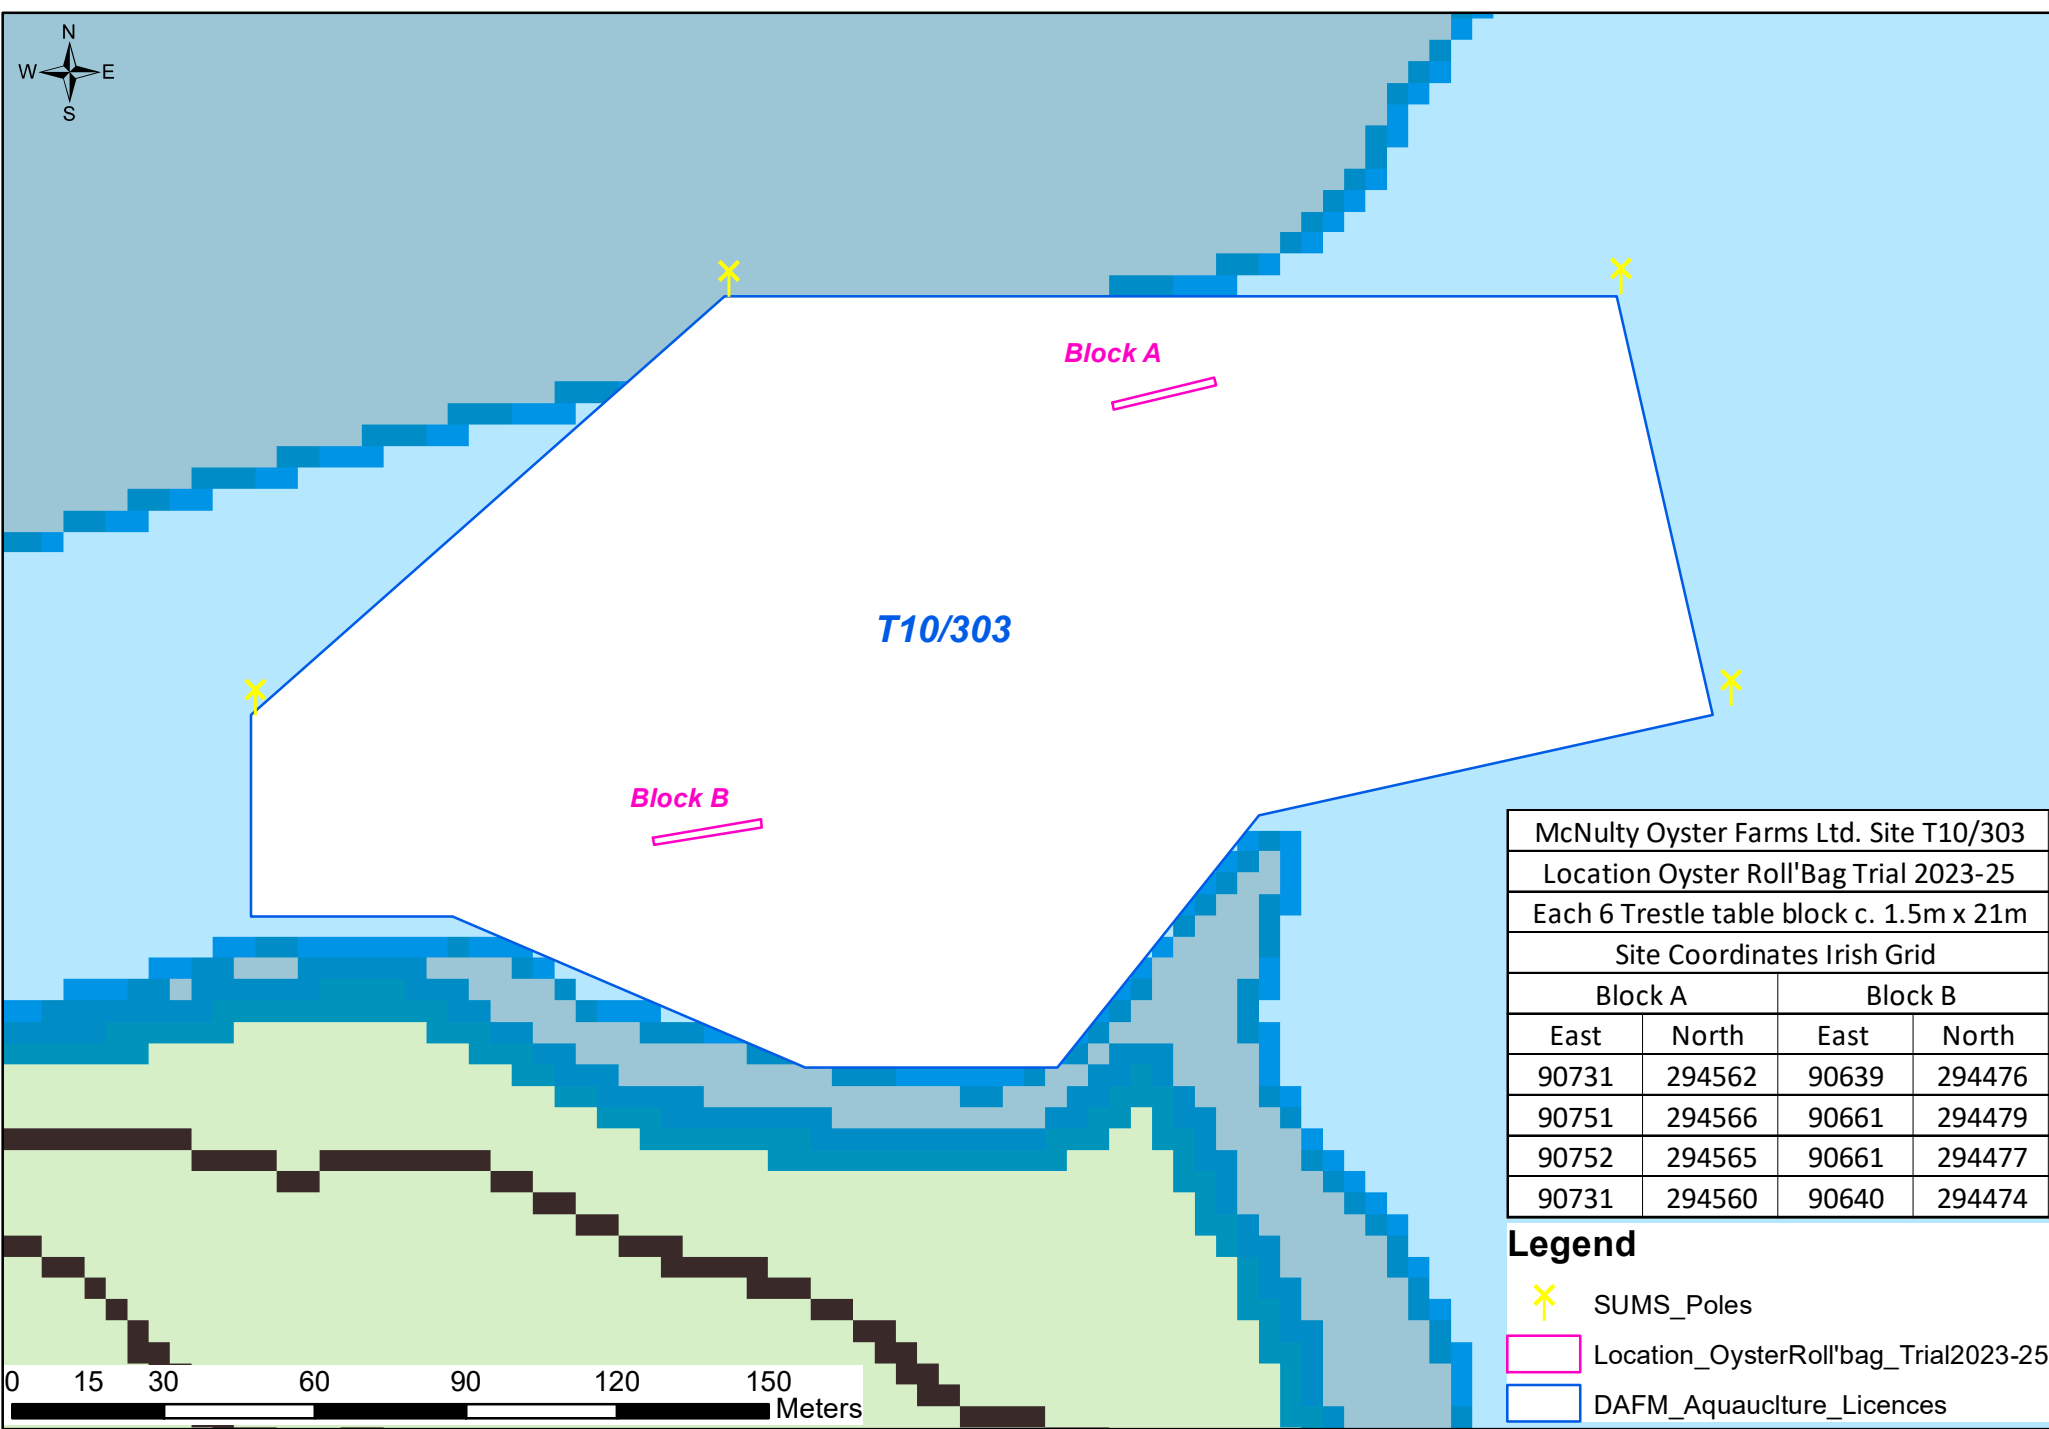 N
W E
S
Block A
T10/303
Block B
McNulty Oyster Farms Ltd. Site T10/303
Location Oyster Roll'Bag Trial 2023-25
Each 6 Trestle table block c. 1.5m x 21m
Site Coordinates Irish Grid
Block A Block B
East North East North
90731 294562 90639 294476
90751 294566 90661 294479
90752 294565 90661 294477
90731 294560 90640 294474
Legend
SUMS_Poles
Location_OysterRoll'bag_Trial2023-25
DAFM_Aquauclture_Licences
0 15 30 60 90 120 150
Meters